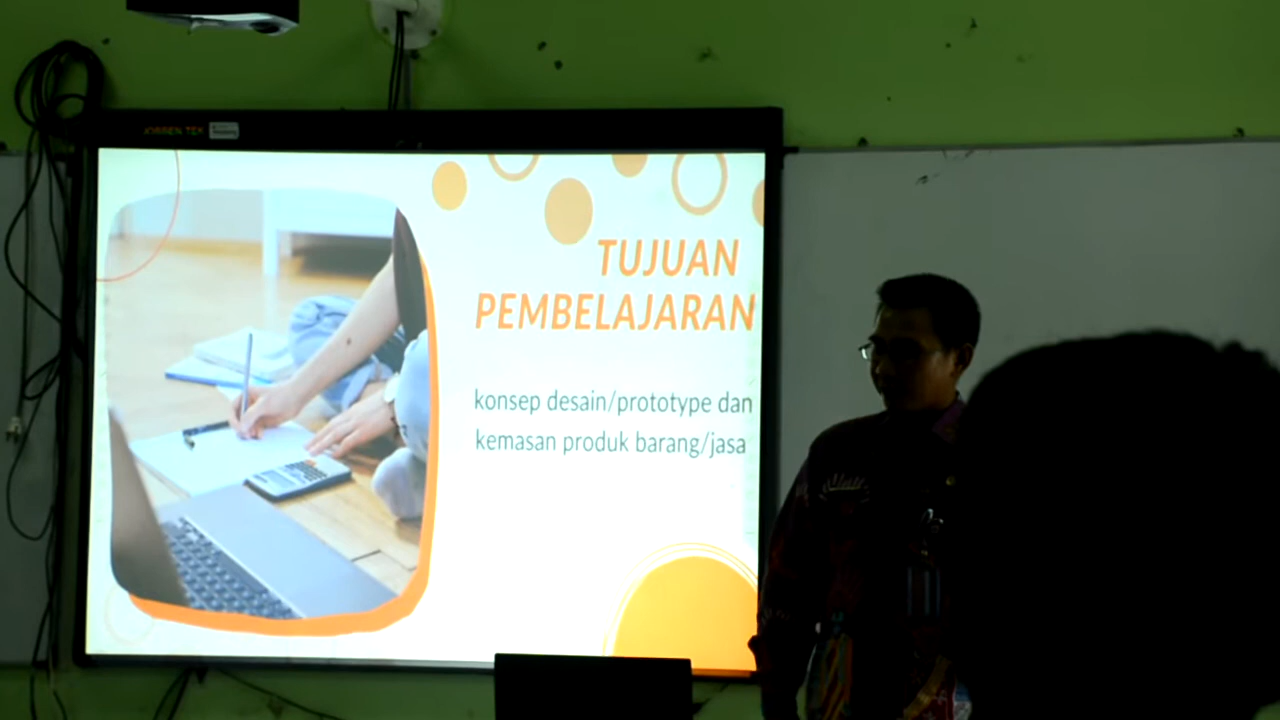 TUJUAN
PEMBELAJARAN
konsep desain/prototype dan
kemasan produk barang/jasa